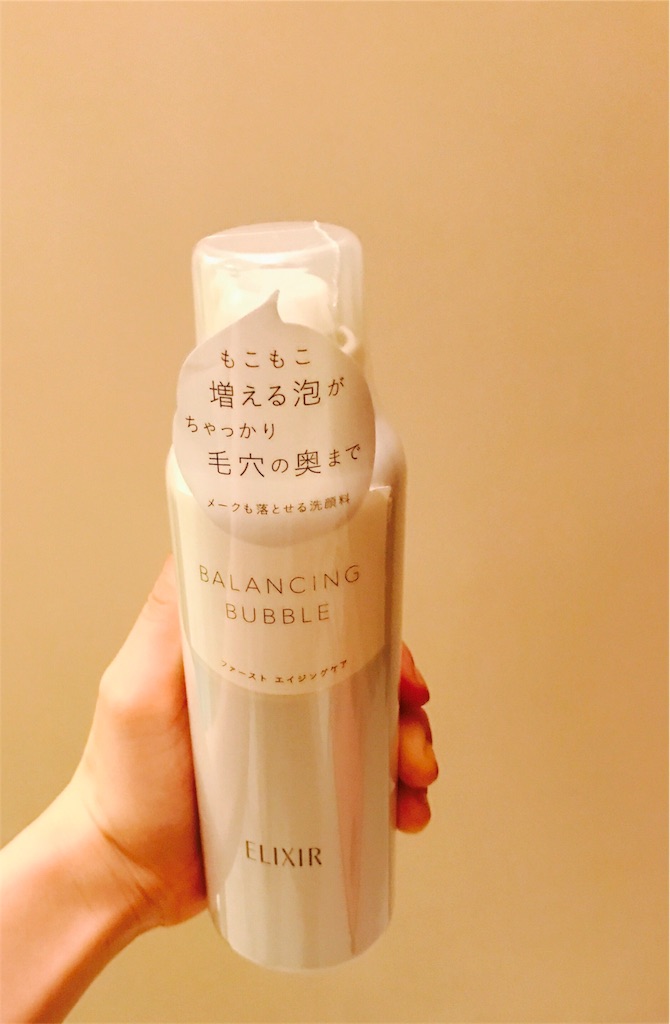 もこもこ
増える泡が
ちゃっかり
毛穴の奥まで
メークも落とせる洗顔料
BALANCING
BUBBLE
ファースト エイジングケア
ELIXIR